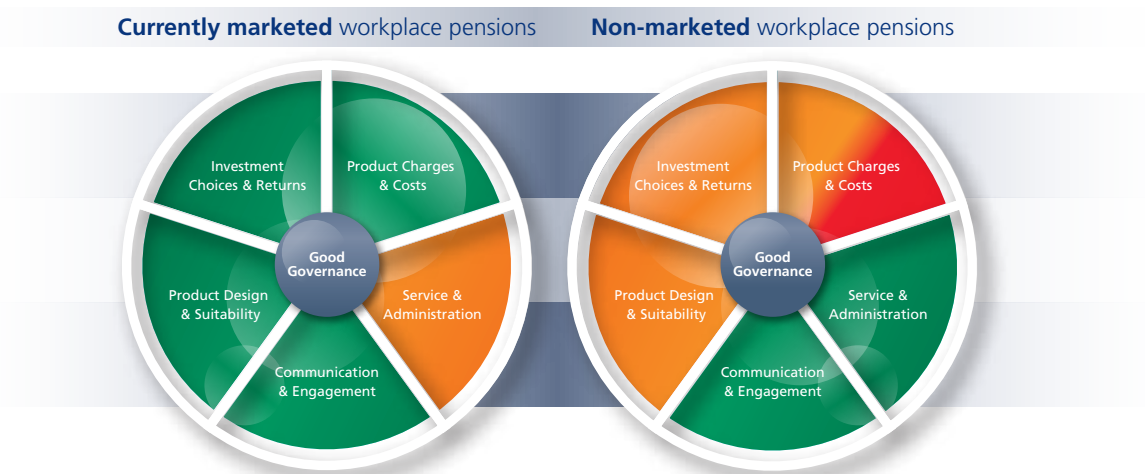 Currently marketed workplace pensions
Non-marketed workplace pensions
Investment
Choices & Returns
Product Charges
& Costs
Good
Governance
Product Design
& Suitability
Service &
Administration
Communication
& Engagement
Investment
Choices & Returns
Product Charges
& Costs
Good
Governance
Product Design
& Suitability
Service &
Administration
Communication
& Engagement